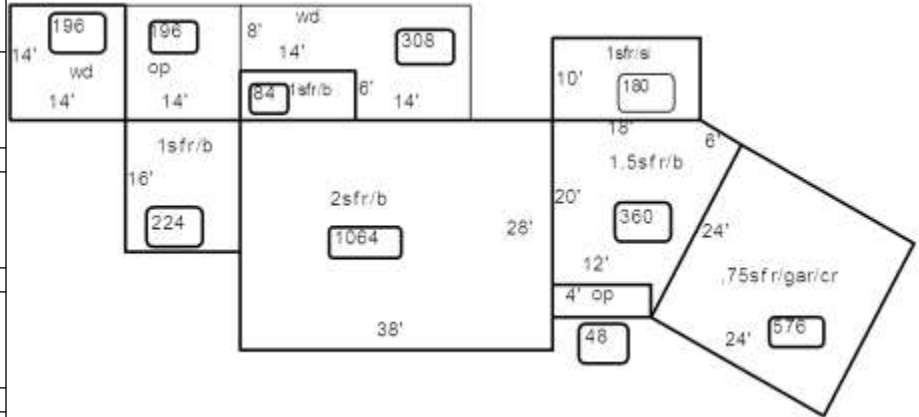 196
14'
wd
14'
196
op
14'
wd
8'
14'
308
84
1sfr/b
6'
14'
1sfr/sl
10'
180
18'
6'
1sfr/b
16'
224
2sfr/b
1064
28'
38'
1.5sfr/b
20'
360
12'
4' op
48
24'
.75sfr/gar/cr
24'
576